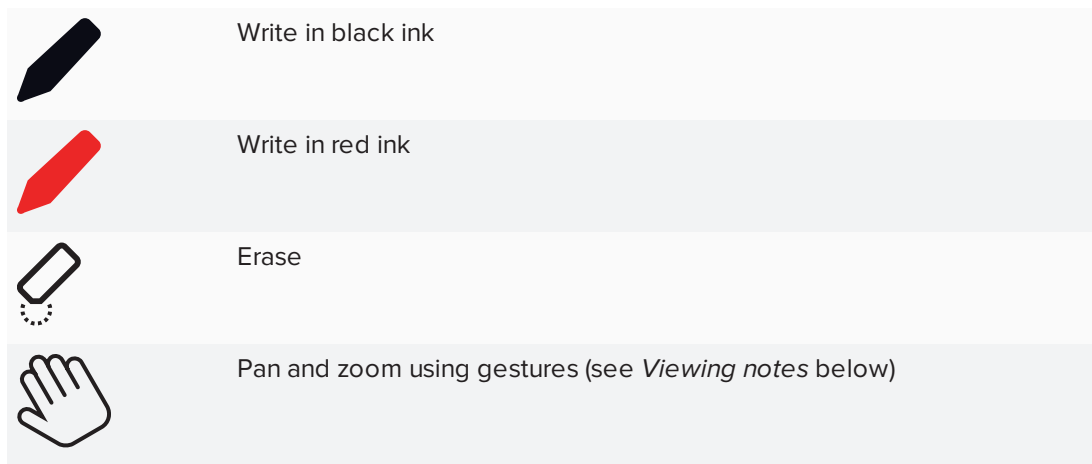 Write in black ink
Write in red ink
Erase
Pan and zoom using gestures (see Viewing notes below)